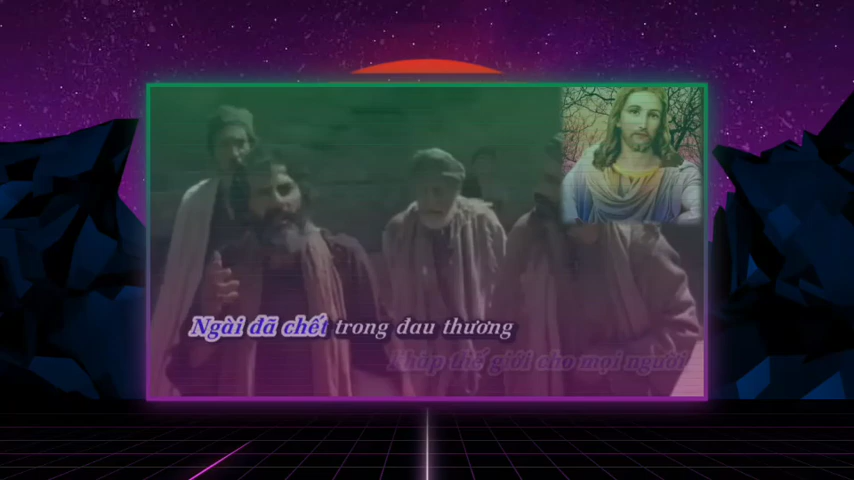 Ngài đã chết trong đau thương
khắp thế giới cho mọi người